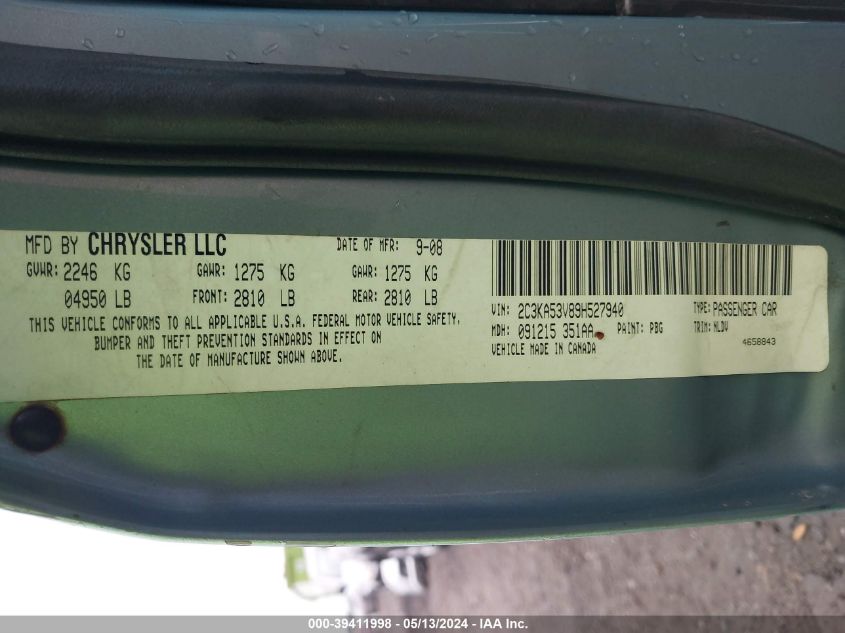 MFD BY CHRYSLER LLC DATE OF MFR: 9-08
GVWR: 2246 KG GAWR: 1275 KG GAWR: 1275 KG
04950 LB FRONT: 2810 LB REAR: 2810 LB
THIS VEHICLE CONFORMS TO ALL APPLICABLE U.S.A. FEDERAL MOTOR VEHICLE SAFETY,
BUMPER AND THEFT PREVENTION STANDARDS IN EFFECT ON
THE DATE OF MANUFACTURE SHOWN ABOVE.
VIN: 2C3KA53V89H527940 TYPE: PASSENGER CAR
MDH: 091215 351AA PAINT: PBG TRIM: NLDV
VEHICLE MADE IN CANADA 4658843
000-39411998 - 05/13/2024 - IAA Inc.